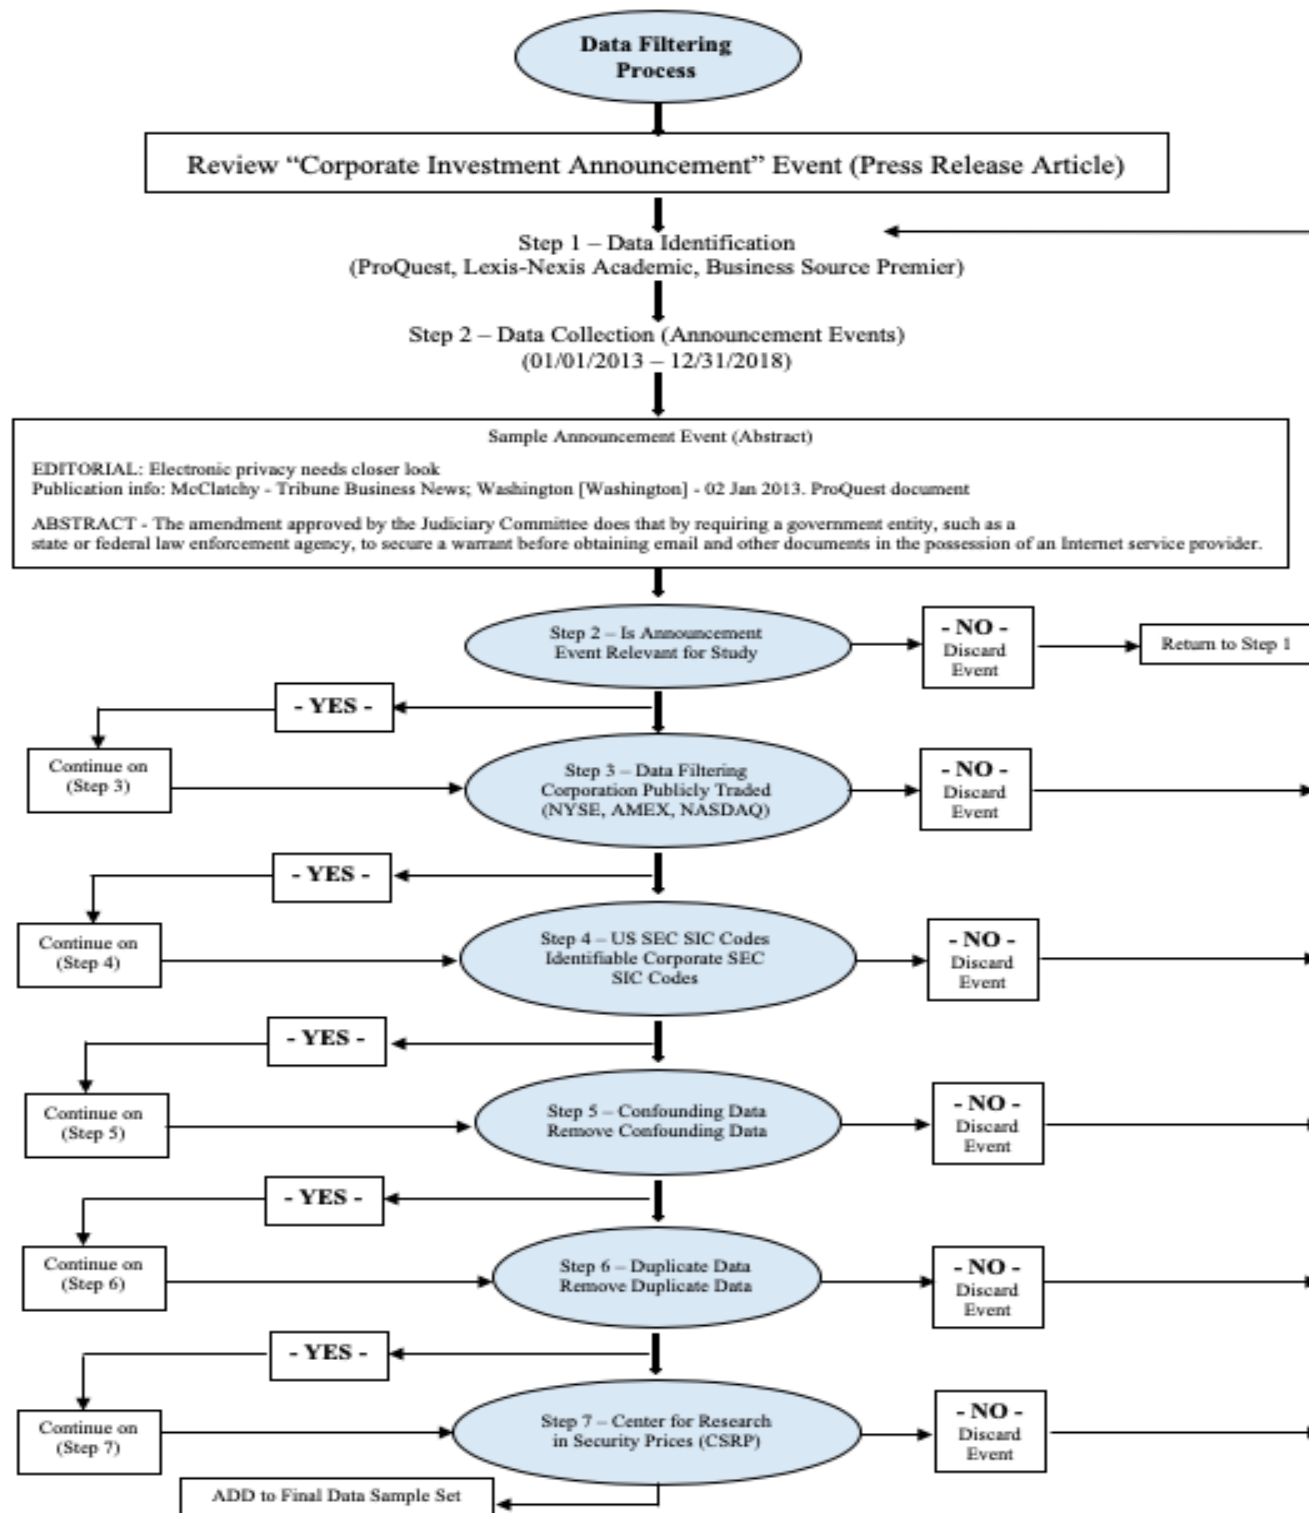 Data Filtering
Process
Review “Corporate Investment Announcement” Event (Press Release Article)
Step 1 – Data Identification
(ProQuest, Lexis-Nexis Academic, Business Source Premier)
Step 2 – Data Collection (Announcement Events)
(01/01/2013 – 12/31/2018)
Sample Announcement Event (Abstract)
EDITORIAL: Electronic privacy needs closer look
Publication info: McClatchy - Tribune Business News; Washington [Washington] - 02 Jan 2013. ProQuest document
ABSTRACT - The amendment approved by the Judiciary Committee does that by requiring a government entity, such as a
state or federal law enforcement agency, to secure a warrant before obtaining email and other documents in the possession of an Internet service provider.
Step 2 – Is Announcement
Event Relevant for Study
- NO -
Discard
Event
Return to Step 1
- YES -
Continue on
(Step 3)
Step 3 – Data Filtering
Corporation Publicly Traded
(NYSE, AMEX, NASDAQ)
- NO -
Discard
Event
- YES -
Continue on
(Step 4)
Step 4 – US SEC SIC Codes
Identifiable Corporate SEC
SIC Codes
- NO -
Discard
Event
- YES -
Continue on
(Step 5)
Step 5 – Confounding Data
Remove Confounding Data
- NO -
Discard
Event
- YES -
Continue on
(Step 6)
Step 6 – Duplicate Data
Remove Duplicate Data
- NO -
Discard
Event
- YES -
Continue on
(Step 7)
Step 7 – Center for Research
in Security Prices (CSRP)
- NO -
Discard
Event
ADD to Final Data Sample Set